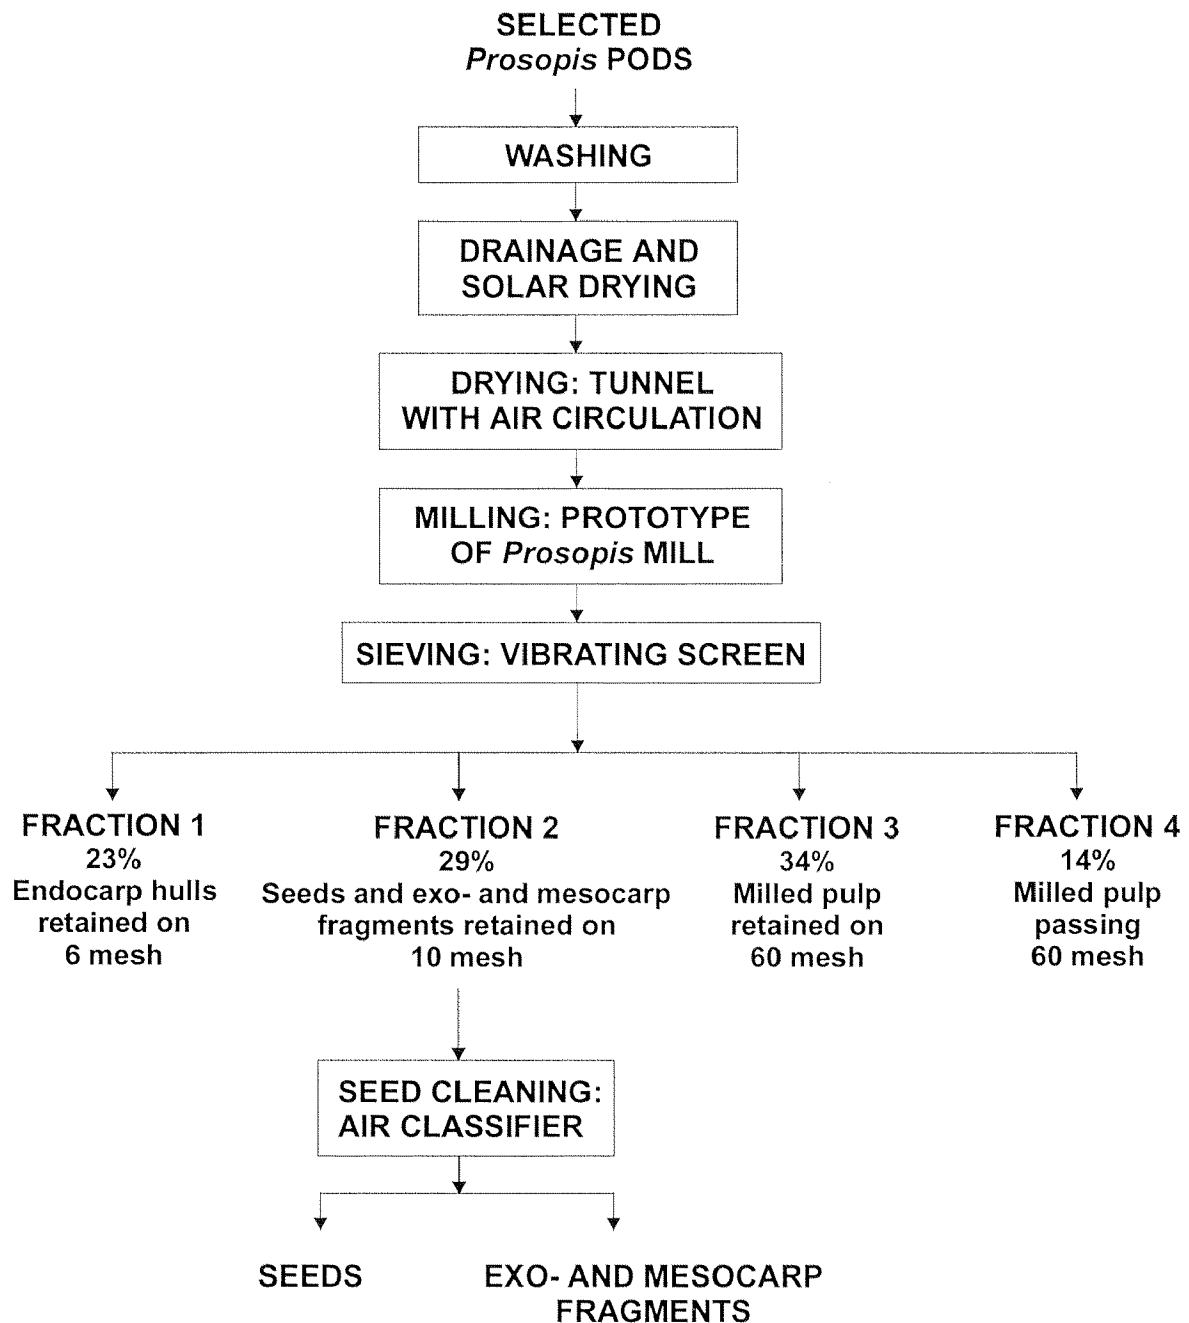 SELECTED
Prosopis PODS
WASHING
DRAINAGE AND
SOLAR DRYING
DRYING: TUNNEL
WITH AIR CIRCULATION
MILLING: PROTOTYPE
OF Prosopis MILL
SIEVING: VIBRATING SCREEN
FRACTION 1
23%
Endocarp hulls
retained on
6 mesh
FRACTION 2
29%
Seeds and exo- and mesocarp
fragments retained on
10 mesh
FRACTION 3
34%
Milled pulp
retained on
60 mesh
FRACTION 4
14%
Milled pulp
passing
60 mesh
SEED CLEANING:
AIR CLASSIFIER
SEEDS
EXO- AND MESOCARP
FRAGMENTS